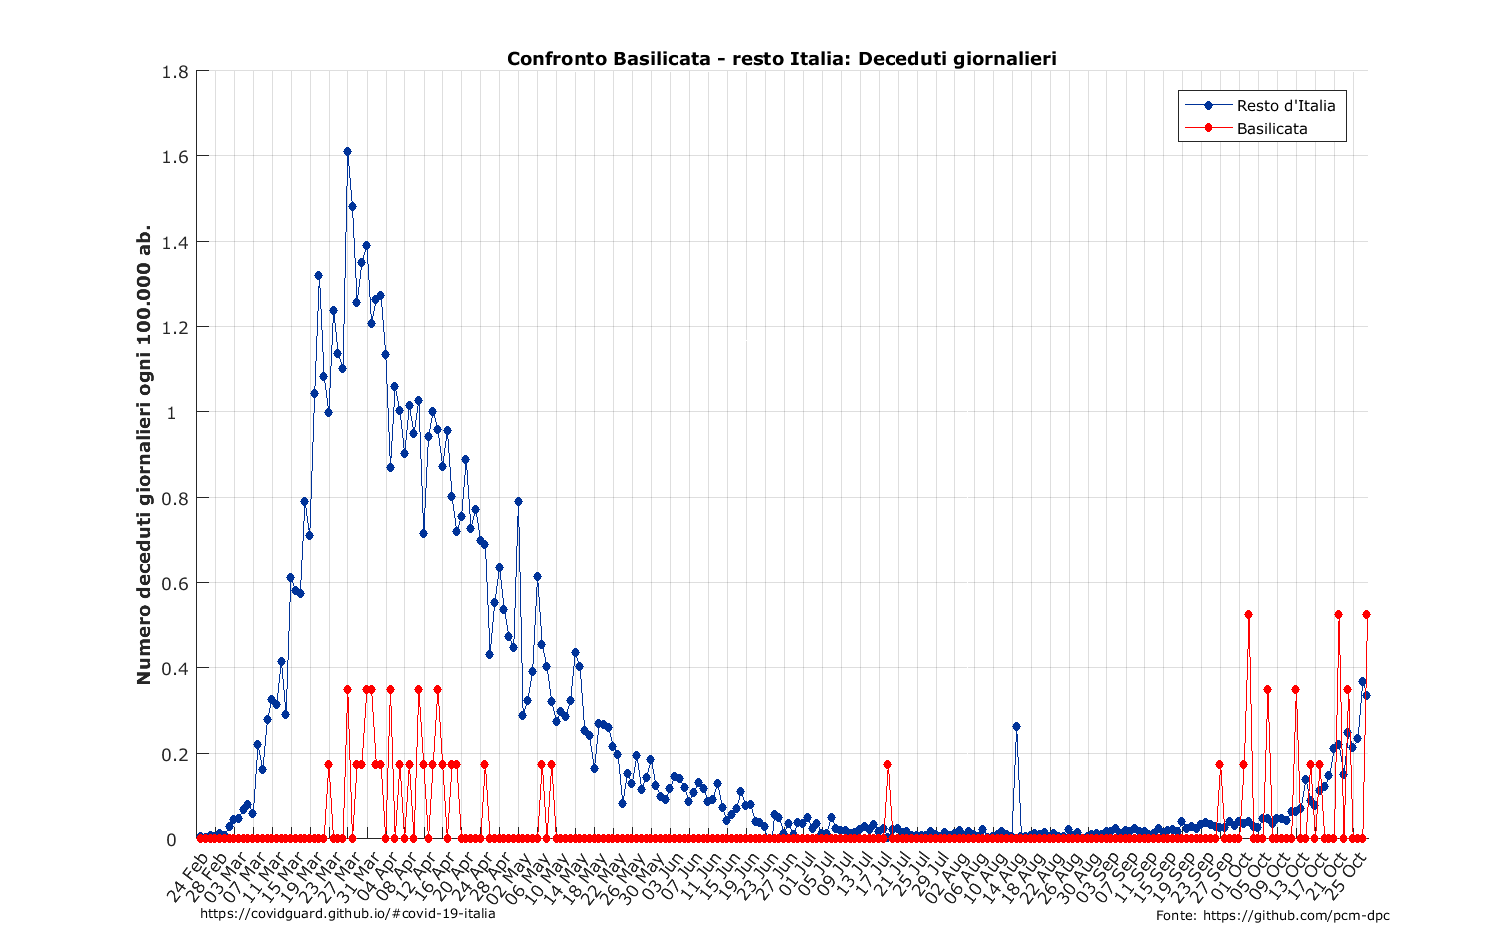 Confronto Basilicata - resto Italia: Deceduti giornalieri
Resto d'Italia
Basilicata
Numero deceduti giornalieri ogni 100.000 ab.
1.8
1.6
1.4
1.2
1
0.8
0.6
0.4
0.2
0
24 Feb
28 Feb
03 Mar
07 Mar
11 Mar
15 Mar
19 Mar
23 Mar
27 Mar
31 Mar
04 Apr
08 Apr
12 Apr
16 Apr
20 Apr
24 Apr
28 Apr
02 May
06 May
10 May
14 May
18 May
22 May
26 May
30 May
03 Jun
07 Jun
11 Jun
15 Jun
19 Jun
23 Jun
27 Jun
01 Jul
05 Jul
09 Jul
13 Jul
17 Jul
21 Jul
25 Jul
29 Jul
02 Aug
06 Aug
10 Aug
14 Aug
18 Aug
22 Aug
26 Aug
30 Aug
03 Sep
07 Sep
11 Sep
15 Sep
19 Sep
23 Sep
27 Sep
01 Oct
05 Oct
09 Oct
13 Oct
17 Oct
21 Oct
25 Oct
https://covidguard.github.io/#covid-19-italia
Fonte: https://github.com/pcm-dpc